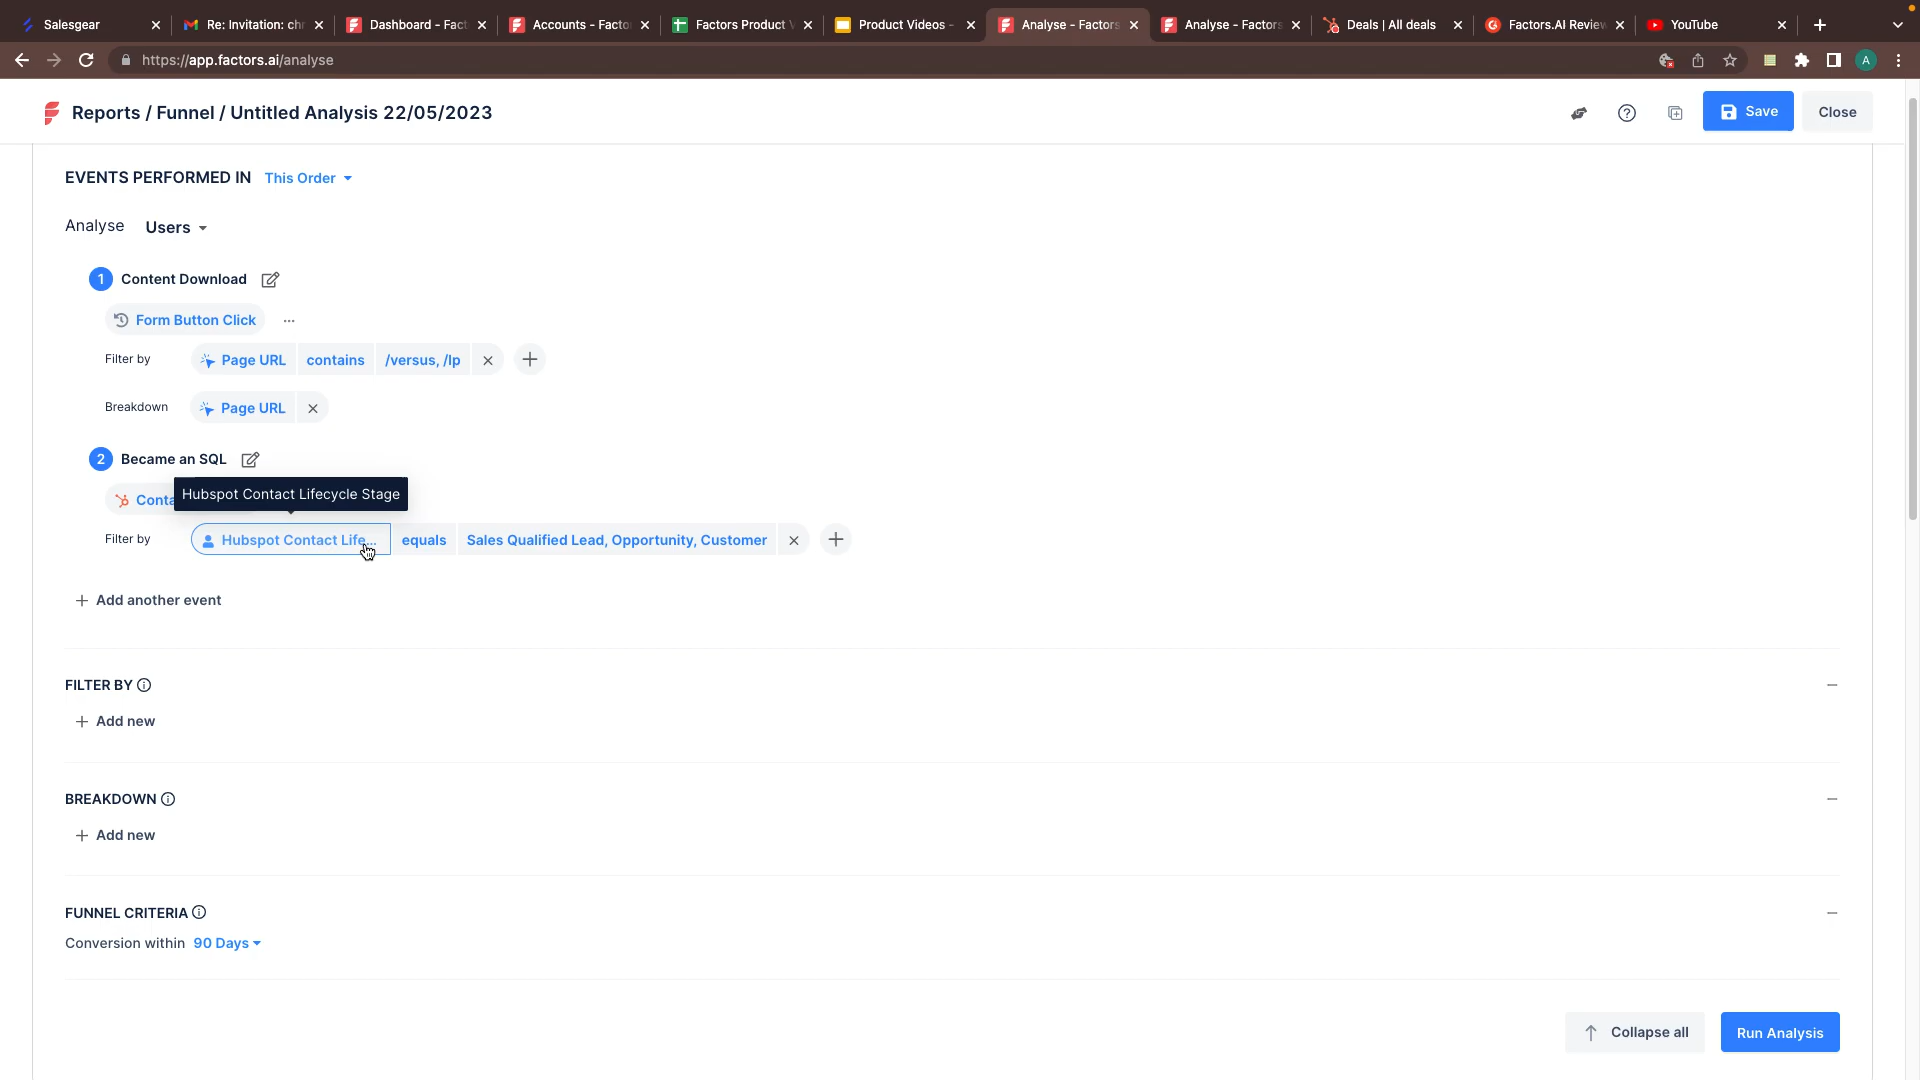 Salesgear
Re: Invitation: chr
Dashboard - Fact
Accounts - Facto
Factors Product V
Product Videos -
Analyse - Factors
Analyse - Factors
Deals | All deals
Factors.AI Review
YouTube
https://app.factors.ai/analyse
A
Reports / Funnel / Untitled Analysis 22/05/2023
Save
Close
EVENTS PERFORMED IN This Order
Analyse Users
1 Content Download
Form Button Click ...
Filter by Page URL contains /versus, /lp
Breakdown Page URL
2 Became an SQL
Conta
Hubspot Contact Lifecycle Stage
Filter by Hubspot Contact Life... equals Sales Qualified Lead, Opportunity, Customer
Add another event
FILTER BY
Add new
BREAKDOWN
Add new
FUNNEL CRITERIA
Conversion within 90 Days
Collapse all
Run Analysis